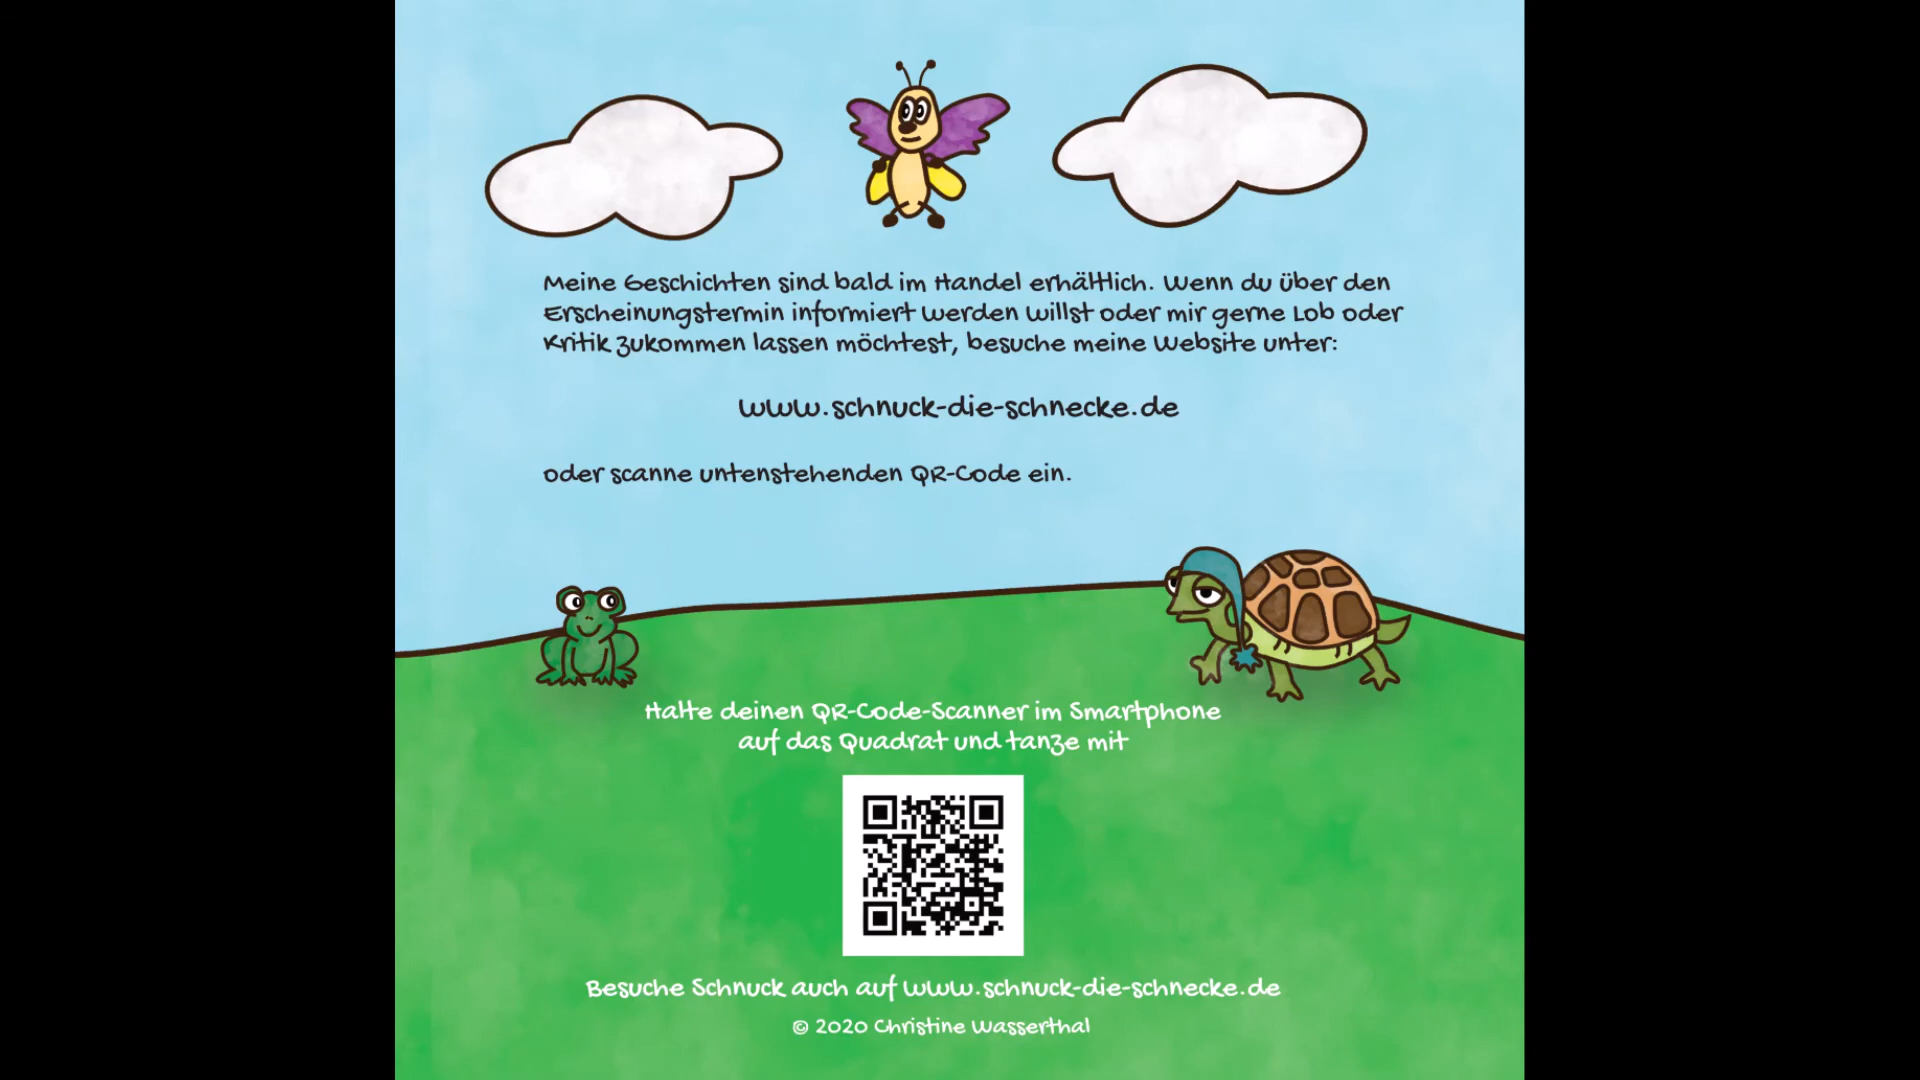 Meine Geschichten sind bald im Handel erhältlich. Wenn du über den
Erscheinungstermin informiert werden willst oder mir gerne Lob oder
Kritik zukommen lassen möchtest, besuche meine Website unter:
www.schnuck-die-schnecke.de
oder scanne untenstehenden QR-Code ein.
Halte deinen QR-Code-Scanner im Smartphone
auf das Quadrat und tanze mit
Besuche Schnuck auch auf www.schnuck-die-schnecke.de
© 2020 Christine Wasserthal